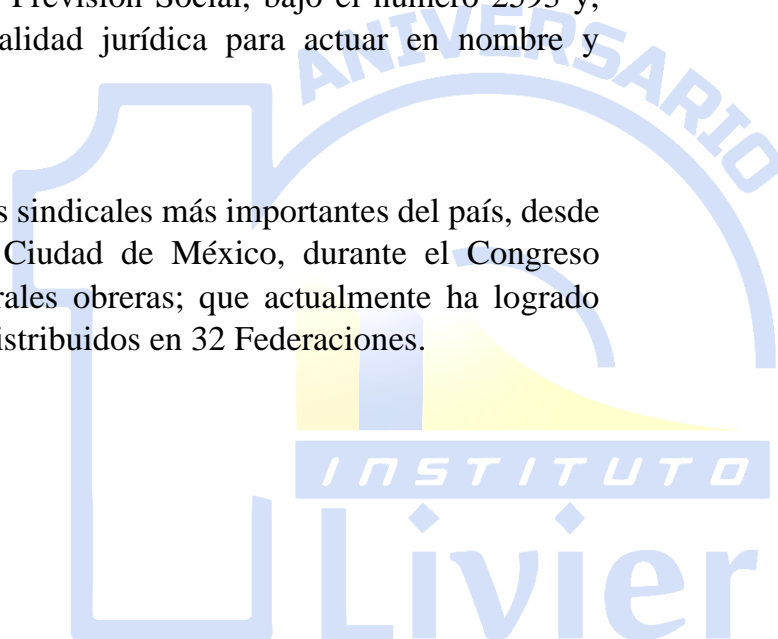 Previsión Social, bajo el número 2593 y,
alidad jurídica para actuar en nombre y
ANIVERSARIO
s sindicales más importantes del país, desde
Ciudad de México, durante el Congreso
rales obreras; que actualmente ha logrado
istribuidos en 32 Federaciones.
INSTITUTO
Livier